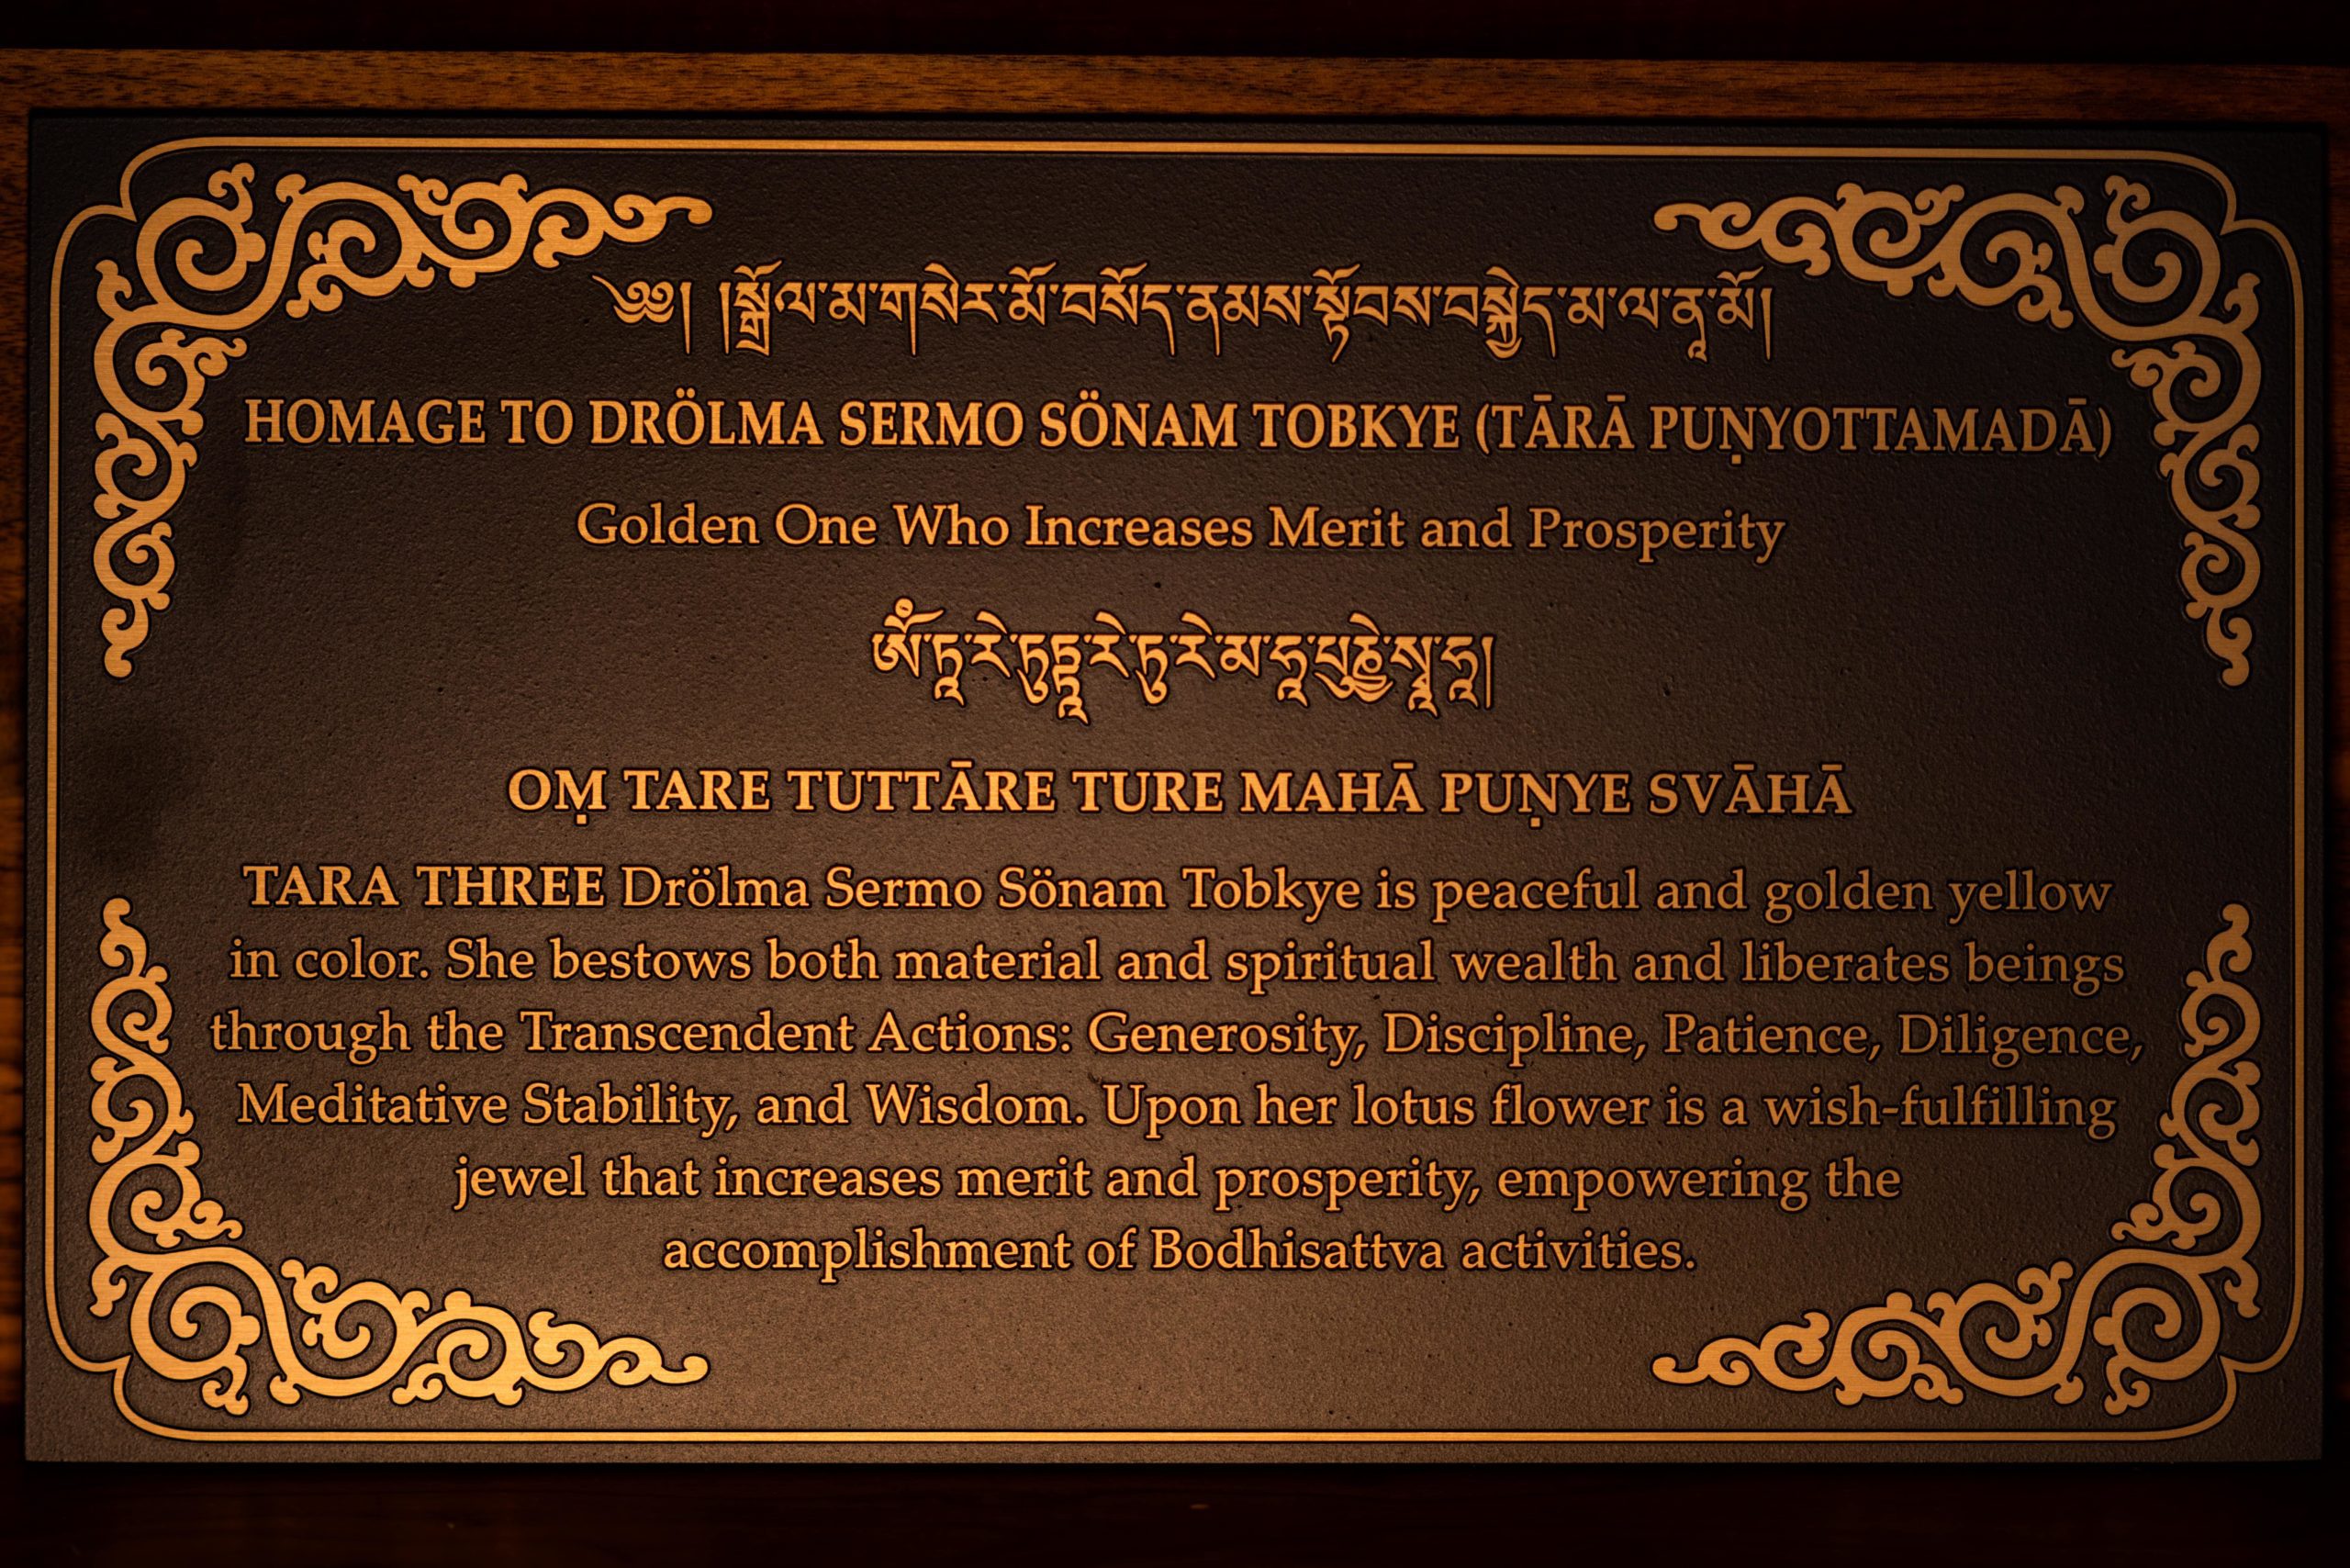 ༄༅། །སྒྲོལ་མ་གསེར་མོ་བསོད་ནམས་སྟོབས་བསྐྱེད་མ་ལ་ན་མོ།
HOMAGE TO DRÖLMA SERMO SÖNAM TOBKYE (TĀRĀ PUṆYOTTAMADĀ)
Golden One Who Increases Merit and Prosperity
ༀ་ཏཱ་རེ་ཏུཏྟཱ་རེ་ཏུ་རེ་མ་ཧཱ་པུཎྱེ་སྭཱ་ཧཱ།
OṂ TARE TUTTĀRE TURE MAHĀ PUṆYE SVĀHĀ
TARA THREE Drölma Sermo Sönam Tobkye is peaceful and golden yellow
in color. She bestows both material and spiritual wealth and liberates beings
through the Transcendent Actions: Generosity, Discipline, Patience, Diligence,
Meditative Stability, and Wisdom. Upon her lotus flower is a wish-fulfilling
jewel that increases merit and prosperity, empowering the
accomplishment of Bodhisattva activities.